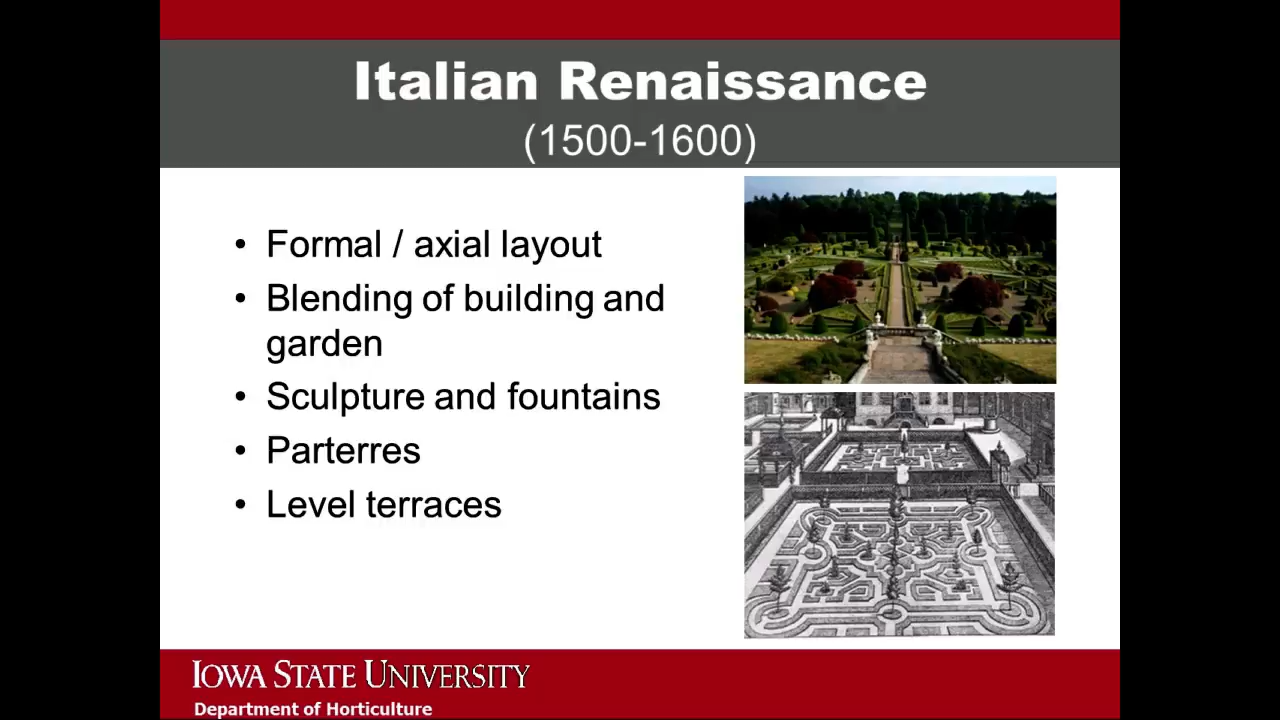 Italian Renaissance
(1500-1600)
• Formal / axial layout
• Blending of building and
garden
• Sculpture and fountains
• Parterres
• Level terraces
IOWA STATE UNIVERSITY
Department of Horticulture